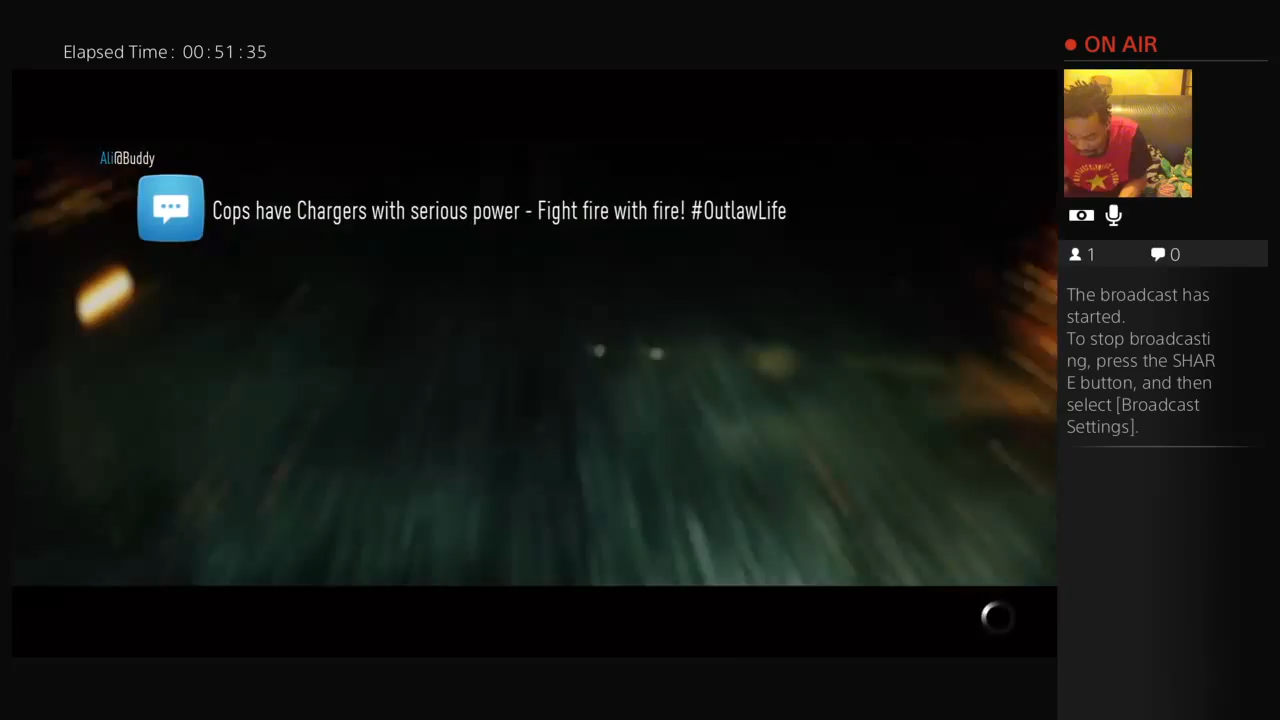 Elapsed Time: 00:51:35
ON AIR
Ali@Buddy
Cops have Chargers with serious power - Fight fire with fire! #OutlawLife
1
0
The broadcast has
started.
To stop broadcasti
ng, press the SHAR
E button, and then
select [Broadcast
Settings].